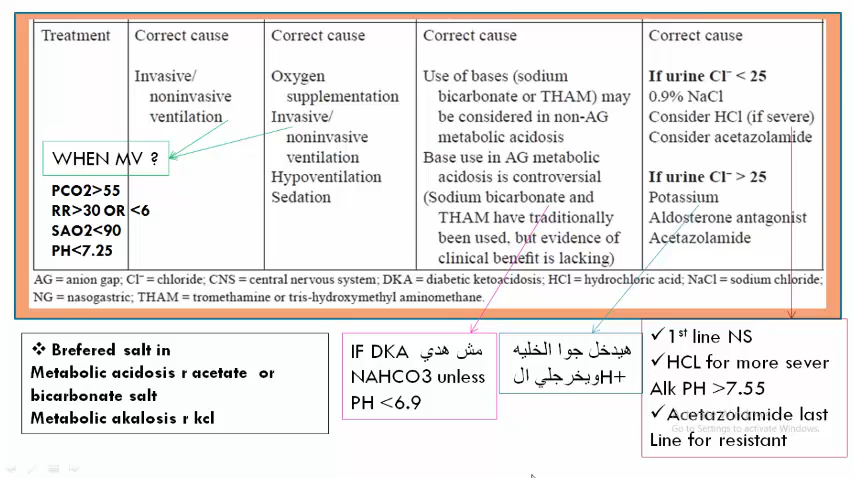 Treatment
Correct cause
Invasive/
noninvasive
ventilation
Correct cause
Oxygen
supplementation
Invasive/
noninvasive
ventilation
Hypoventilation
Sedation
Correct cause
Use of bases (sodium
bicarbonate or THAM) may
be considered in non-AG
metabolic acidosis
Base use in AG metabolic
acidosis is controversial
(Sodium bicarbonate and
THAM have traditionally
been used, but evidence of
clinical benefit is lacking)
Correct cause
If urine Cl⁻ < 25
0.9% NaCl
Consider HCl (if severe)
Consider acetazolamide
If urine Cl⁻ > 25
Potassium
Aldosterone antagonist
Acetazolamide
WHEN MV ?
PCO2>55
RR>30 OR <6
SAO2<90
PH<7.25
AG = anion gap; Cl⁻ = chloride; CNS = central nervous system; DKA = diabetic ketoacidosis; HCl = hydrochloric acid; NaCl = sodium chloride;
NG = nasogastric; THAM = tromethamine or tris-hydroxymethyl aminomethane.
❖ Brefered salt in
Metabolic acidosis r acetate or
bicarbonate salt
Metabolic akalosis r kcl
IF DKA مش هدي
NAHCO3 unless
PH <6.9
هيدخل جوا الخليه
ويخرجلي ال H+
✓1st line NS
✓HCL for more sever
Alk PH >7.55
✓Acetazolamide last
Line for resistant
Go to Settings to activate Windows.